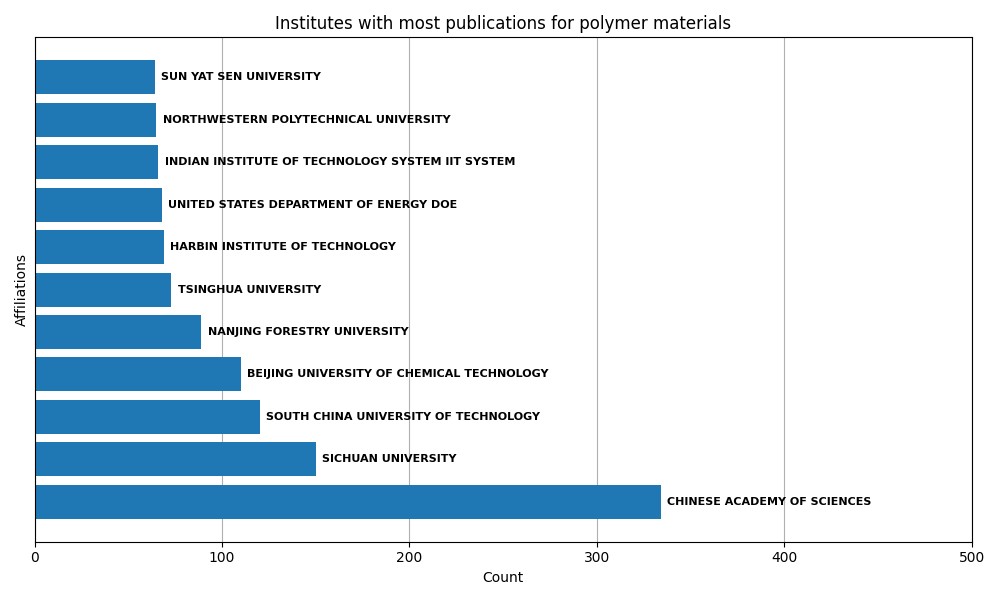 Institutes with most publications for polymer materials
SUN YAT SEN UNIVERSITY
NORTHWESTERN POLYTECHNICAL UNIVERSITY
INDIAN INSTITUTE OF TECHNOLOGY SYSTEM IIT SYSTEM
UNITED STATES DEPARTMENT OF ENERGY DOE
HARBIN INSTITUTE OF TECHNOLOGY
TSINGHUA UNIVERSITY
NANJING FORESTRY UNIVERSITY
BEIJING UNIVERSITY OF CHEMICAL TECHNOLOGY
SOUTH CHINA UNIVERSITY OF TECHNOLOGY
SICHUAN UNIVERSITY
CHINESE ACADEMY OF SCIENCES
Affiliations
0 100 200 300 400 500
Count